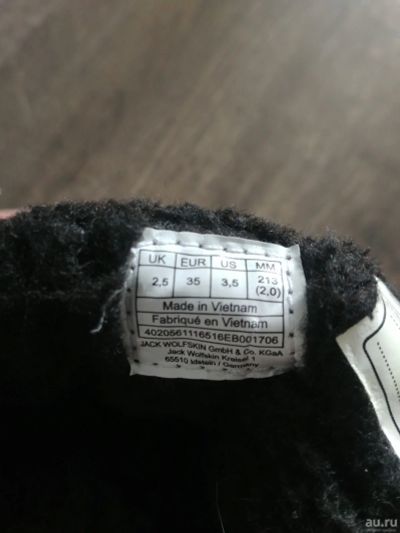 UK EUR US MM
2,5 35 3,5 213 (2,0)
Made in Vietnam
Fabriqué en Vietnam
4020561116516EB001706
JACK WOLFSKIN GmbH & Co. KGaA
Jack Wolfskin Kreisel 1
65510 Idstein / Germany
au.ru